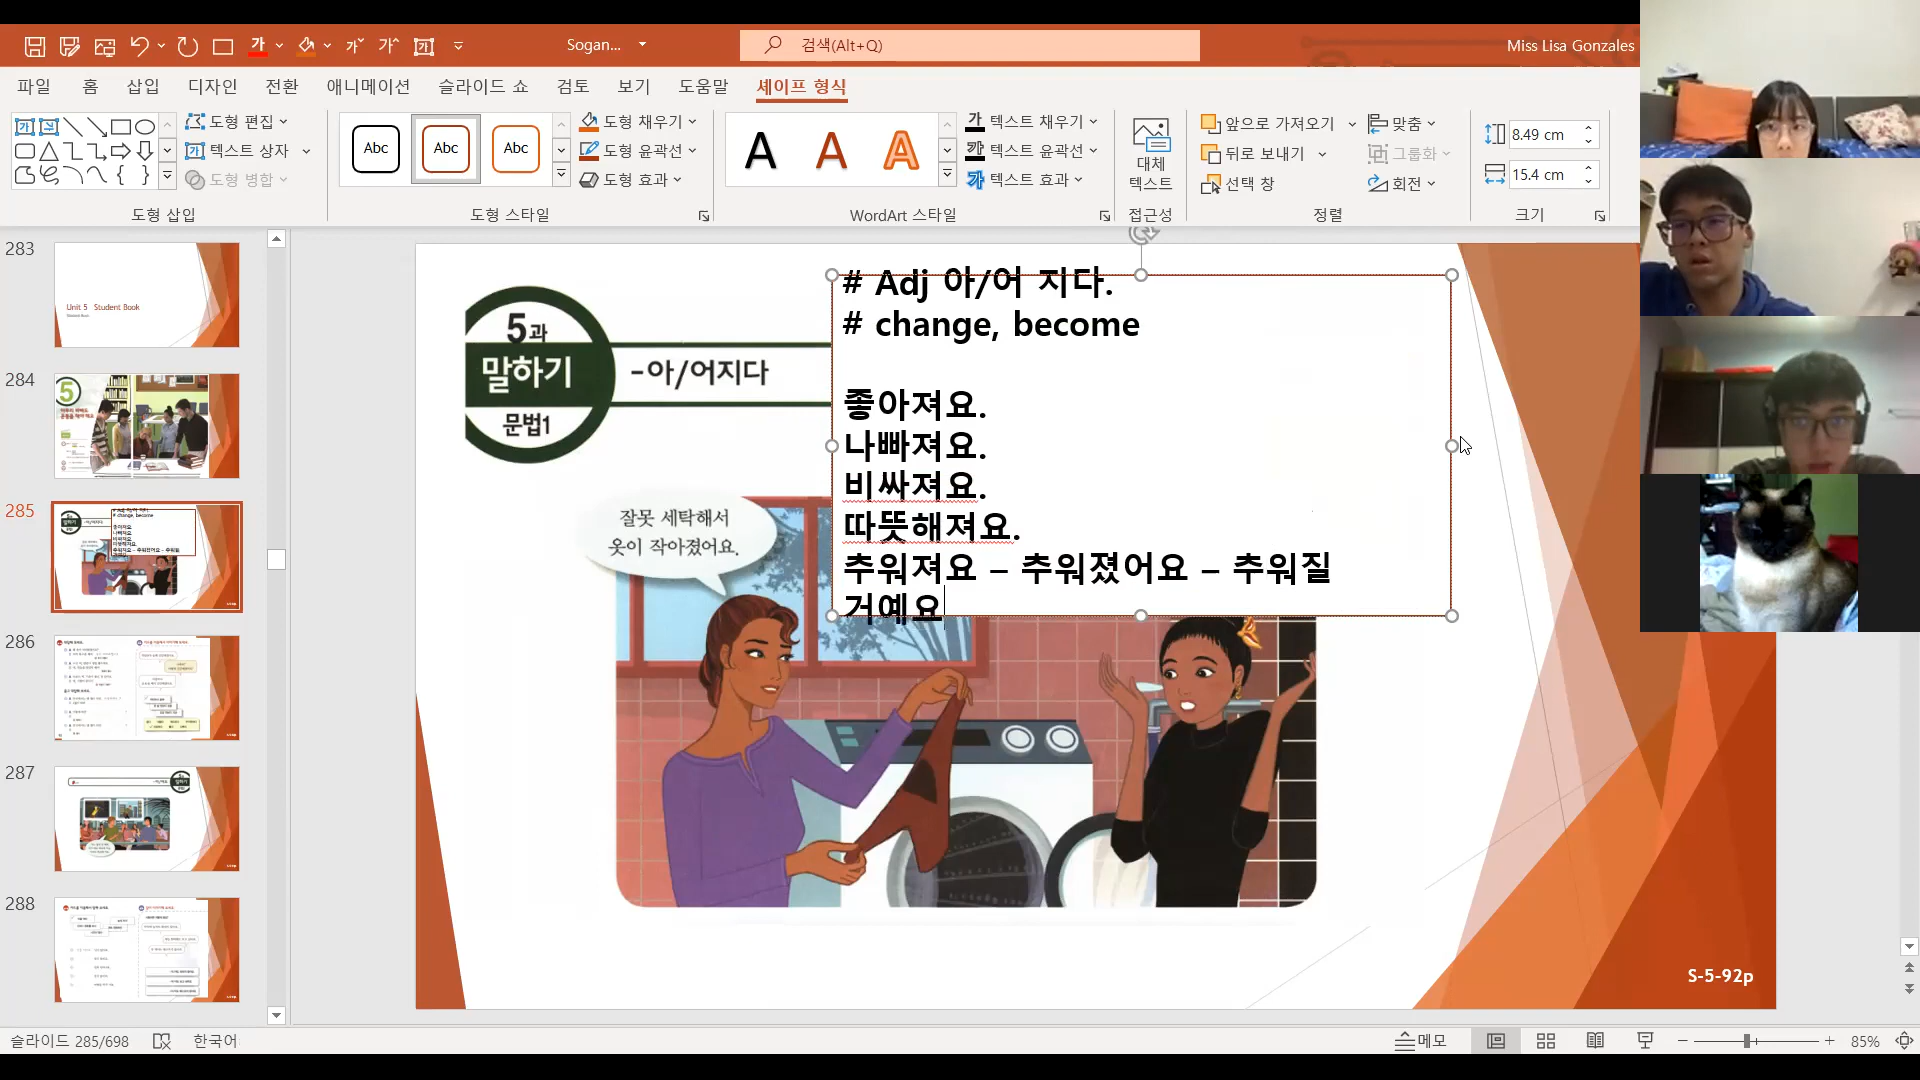 Sogan...
검색(Alt+Q)
Miss Lisa Gonzales
파일 홈 삽입 디자인 전환 애니메이션 슬라이드 쇼 검토 보기 도움말 셰이프 형식
도형 편집
텍스트 상자
도형 병합
도형 삽입
Abc Abc Abc
도형 채우기
도형 윤곽선
도형 효과
도형 스타일
A A A
텍스트 채우기
텍스트 윤곽선
텍스트 효과
WordArt 스타일
대체
텍스트
접근성
앞으로 가져오기
뒤로 보내기
선택 창
맞춤
그룹화
회전
정렬
8.49 cm
15.4 cm
크기
283
Unit 5 Student Book
284
285
286
287
288
5과
말하기
문법1
-아/어지다
# Adj 아/어 지다.
# change, become
좋아져요.
나빠져요.
비싸져요.
따뜻해져요.
추워져요 – 추워졌어요 – 추워질
거예요
잘못 세탁해서
옷이 작아졌어요.
S-5-92p
슬라이드 285/698
한국어
메모
85%